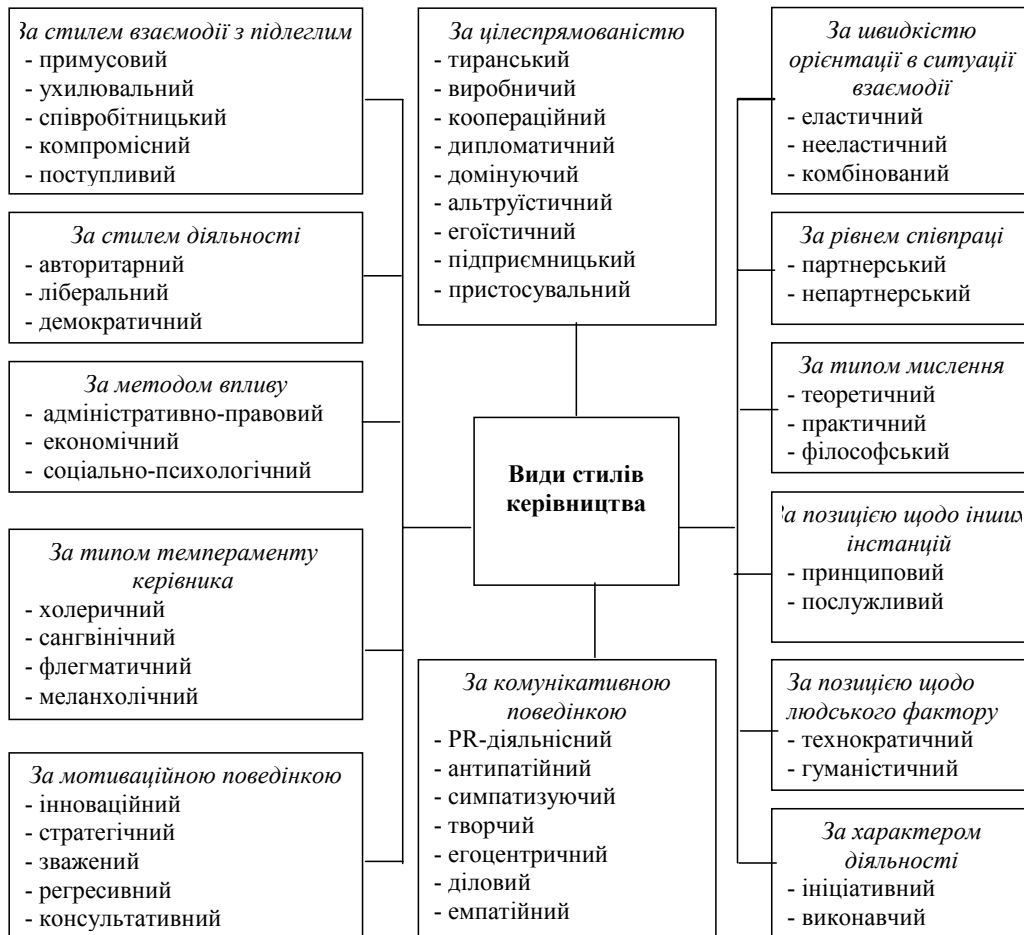 За стилем взаємодії з підлеглим
- примусовий
- ухилювальний
- співробітницький
- компромісний
- поступливий
За стилем діяльності
- авторитарний
- ліберальний
- демократичний
За методом впливу
- адміністративно-правовий
- економічний
- соціально-психологічний
За типом темпераменту
керівника
- холеричний
- сангвінічний
- флегматичний
- меланхолічний
За мотиваційною поведінкою
- інноваційний
- стратегічний
- зважений
- регресивний
- консультативний
За цілеспрямованістю
- тиранський
- виробничий
- коопераційний
- дипломатичний
- домінуючий
- альтруїстичний
- егоїстичний
- підприємницький
- пристосувальний
Види стилів
керівництва
За комунікативною
поведінкою
- PR-діяльнісний
- антипатійний
- симпатизуючий
- творчий
- егоцентричний
- діловий
- емпатійний
За швидкістю
орієнтації в ситуації
взаємодії
- еластичний
- нееластичний
- комбінований
За рівнем співпраці
- партнерський
- непартнерський
За типом мислення
- теоретичний
- практичний
- філософський
За позицією щодо інших
інстанцій
- принциповий
- послужливий
За позицією щодо
людського фактору
- технократичний
- гуманістичний
За характером
діяльності
- ініціативний
- виконавчий